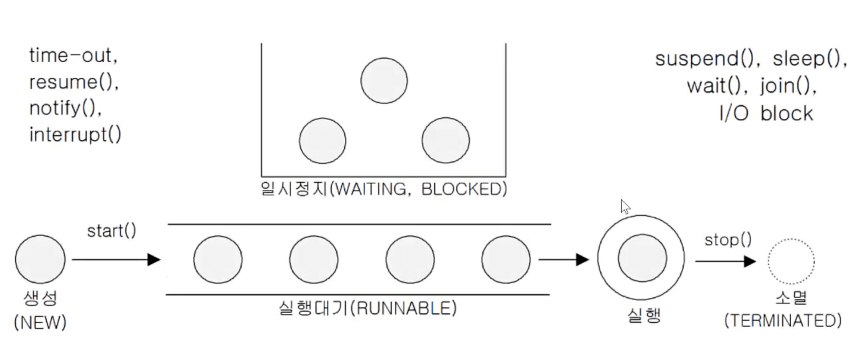 time-out,
resume(),
notify(),
interrupt()
suspend(), sleep(),
wait(), join(),
I/O block
일시정지(WAITING, BLOCKED)
start()
stop()
생성
(NEW)
실행대기(RUNNABLE)
실행
소멸
(TERMINATED)